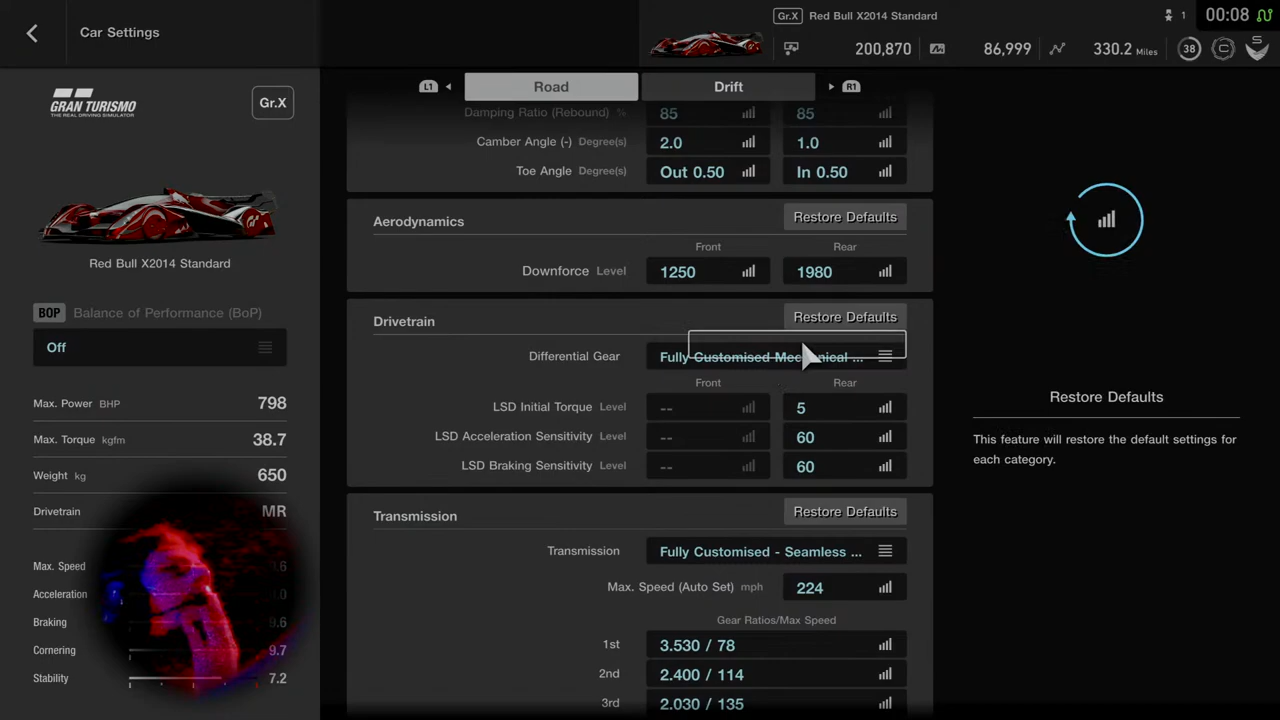 Car Settings
Gr.X Red Bull X2014 Standard
1
00:08
200,870 86,999 330.2 Miles 38 C S
GRAN TURISMO
THE REAL DRIVING SIMULATOR
Gr.X
Red Bull X2014 Standard
BOP Balance of Performance (BoP)
Off
Max. Power BHP 798
Max. Torque kgfm 38.7
Weight kg 650
Drivetrain MR
Max. Speed
Acceleration
Braking 9.6
Cornering 9.7
Stability 7.2
L1 Road Drift R1
Damping Ratio (Rebound) % 85 85
Camber Angle (-) Degree(s) 2.0 1.0
Toe Angle Degree(s) Out 0.50 In 0.50
Aerodynamics Restore Defaults
Front Rear
Downforce Level 1250 1980
Drivetrain Restore Defaults
Differential Gear Fully Customised Mechanical ...
Front Rear
LSD Initial Torque Level -- 5
LSD Acceleration Sensitivity Level -- 60
LSD Braking Sensitivity Level -- 60
Transmission Restore Defaults
Transmission Fully Customised - Seamless ...
Max. Speed (Auto Set) mph 224
Gear Ratios/Max Speed
1st 3.530 / 78
2nd 2.400 / 114
3rd 2.030 / 135
Restore Defaults
This feature will restore the default settings for
each category.